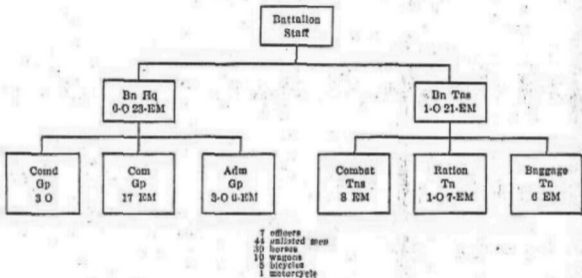 Battalion
Staff
Bn Hq
6-O 23-EM
Bn Tns
1-O 21-EM
Comd
Gp
3 O
Com
Gp
17 EM
Adm
Gp
3-O 6-EM
Combat
Tns
8 EM
Ration
Tn
1-O 7-EM
Baggage
Tn
6 EM
7 officers
44 enlisted men
horses
10 wagons
5 bicycles
1 motorcycle